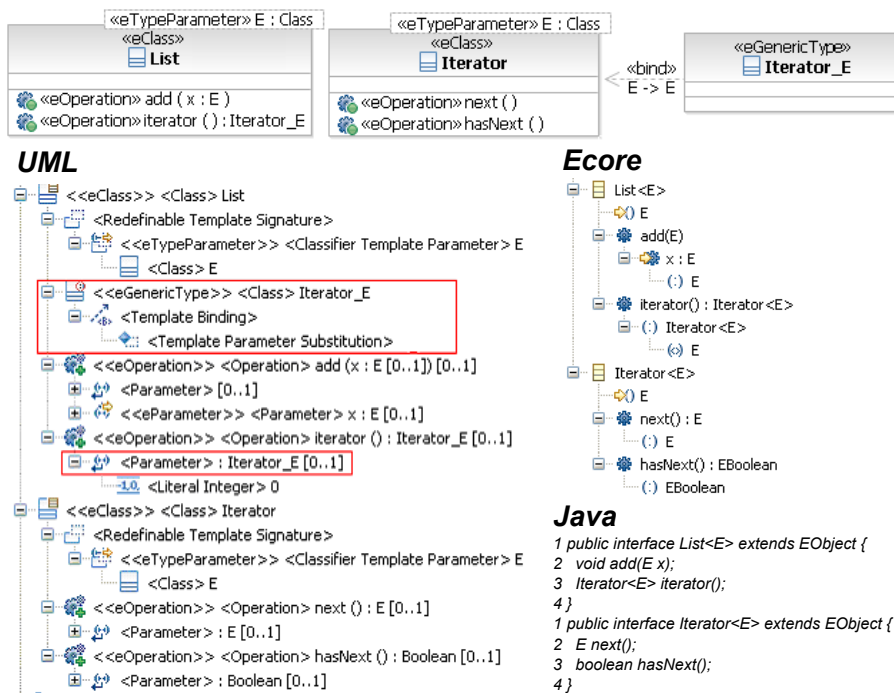 «eTypeParameter» E : Class
«eClass»
List
«eOperation» add ( x : E )
«eOperation» iterator ( ) : Iterator_E
«eTypeParameter» E : Class
«eClass»
Iterator
«eOperation» next ( )
«eOperation» hasNext ( )
«bind»
E -> E
«eGenericType»
Iterator_E
UML
<<eClass>> <Class> List
<Redefinable Template Signature>
<<eTypeParameter>> <Classifier Template Parameter> E
<Class> E
<<eGenericType>> <Class> Iterator_E
<Template Binding>
<Template Parameter Substitution>
<<eOperation>> <Operation> add (x : E [0..1]) [0..1]
<Parameter> [0..1]
<<eParameter>> <Parameter> x : E [0..1]
<<eOperation>> <Operation> iterator () : Iterator_E [0..1]
<Parameter> : Iterator_E [0..1]
<Literal Integer> 0
<<eClass>> <Class> Iterator
<Redefinable Template Signature>
<<eTypeParameter>> <Classifier Template Parameter> E
<Class> E
<<eOperation>> <Operation> next () : E [0..1]
<Parameter> : E [0..1]
<<eOperation>> <Operation> hasNext () : Boolean [0..1]
<Parameter> : Boolean [0..1]
Ecore
List<E>
E
add(E)
x : E
E
iterator() : Iterator<E>
Iterator<E>
E
Iterator<E>
E
next() : E
E
hasNext() : EBoolean
EBoolean
Java
1 public interface List<E> extends EObject {
2 void add(E x);
3 Iterator<E> iterator();
4 }
1 public interface Iterator<E> extends EObject {
2 E next();
3 boolean hasNext();
4 }